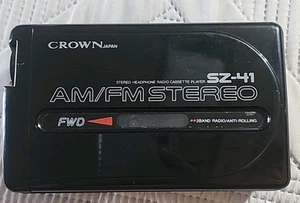 CROWN JAPAN
STEREO HEADPHONE RADIO CASSETTE PLAYER SZ-41
AM/FM STEREO
FWD
2BAND RADIO/ANTI-ROLLING